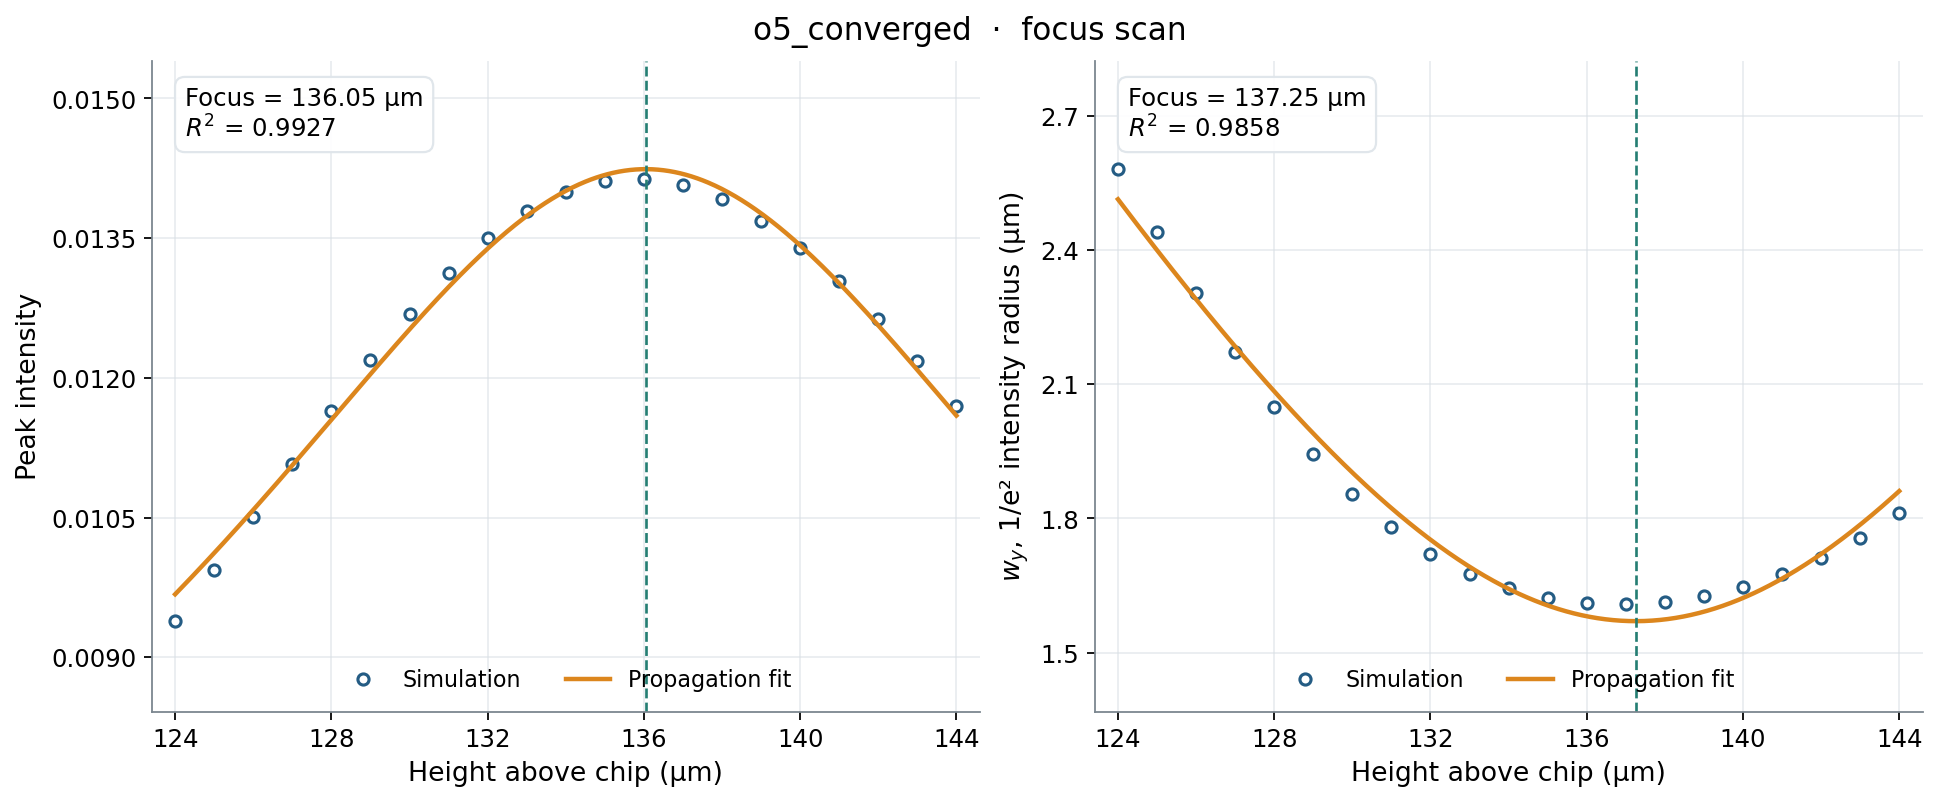 o5_converged · focus scan
Focus = 136.05 µm
R² = 0.9927
0.0150
0.0135
0.0120
0.0105
0.0090
Peak intensity
Simulation
Propagation fit
124 128 132 136 140 144
Height above chip (µm)
Focus = 137.25 µm
R² = 0.9858
2.7
2.4
2.1
1.8
1.5
w_y, 1/e² intensity radius (µm)
Simulation
Propagation fit
124 128 132 136 140 144
Height above chip (µm)